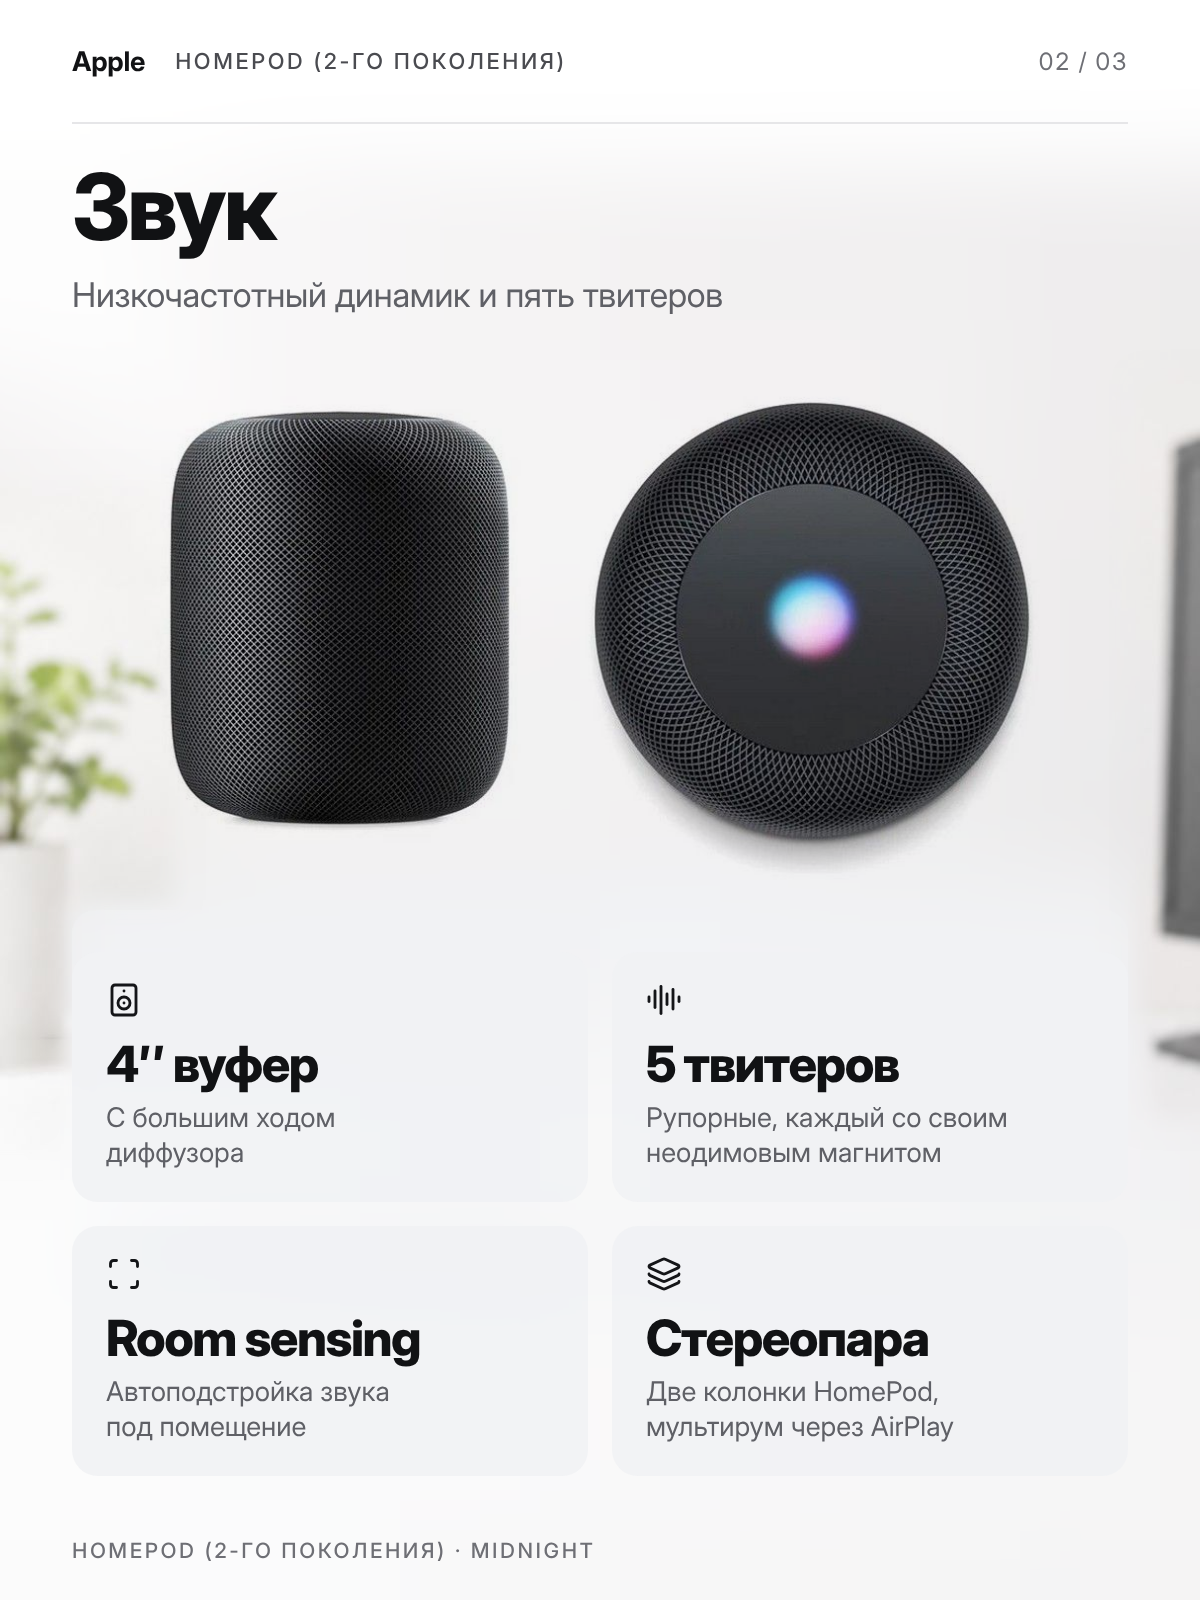 Apple HOMEPOD (2-ГО ПОКОЛЕНИЯ) 02 / 03
Звук
Низкочастотный динамик и пять твитеров
4″ вуфер
С большим ходом
диффузора
5 твитеров
Рупорные, каждый со своим
неодимовым магнитом
Room sensing
Автоподстройка звука
под помещение
Стереопара
Две колонки HomePod,
мультирум через AirPlay
HOMEPOD (2-ГО ПОКОЛЕНИЯ) · MIDNIGHT